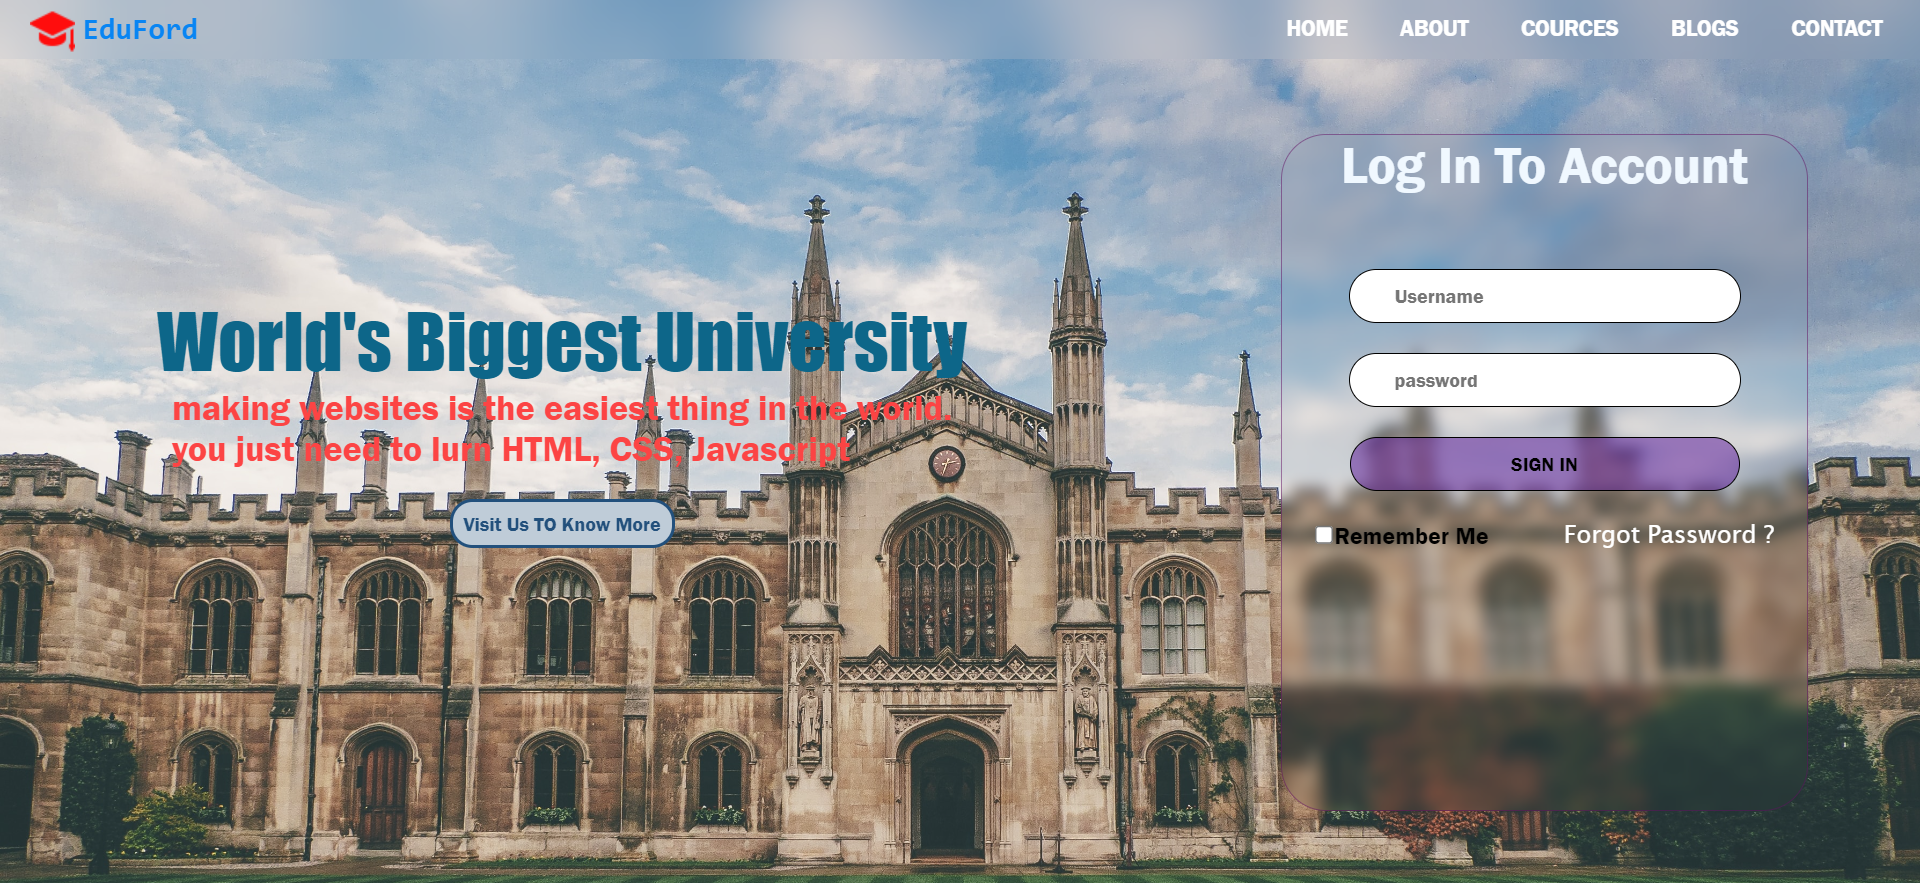 EduFord
HOME ABOUT COURCES BLOGS CONTACT
World's Biggest University
making websites is the easiest thing in the world.
you just need to lurn HTML, CSS, Javascript
Visit Us TO Know More
Log In To Account
Username
password
SIGN IN
Remember Me Forgot Password ?